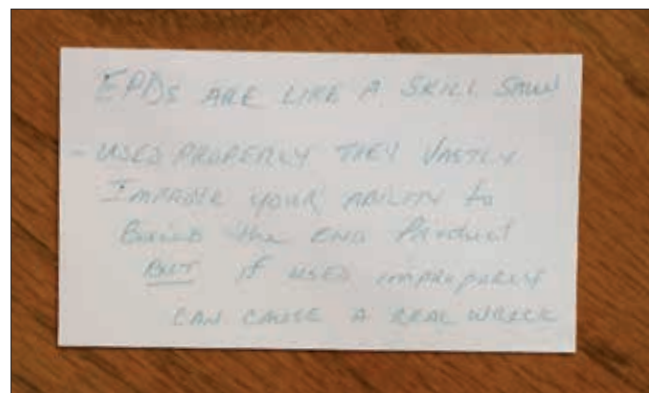 EPDs ARE LIKE A SKILL SAW
- USED PROPERLY THEY VASTLY
IMPROVE YOUR ABILITY to
BUILD the END PRODUCT
BUT if USED IMPROPERLY
CAN CAUSE A REAL WRECK